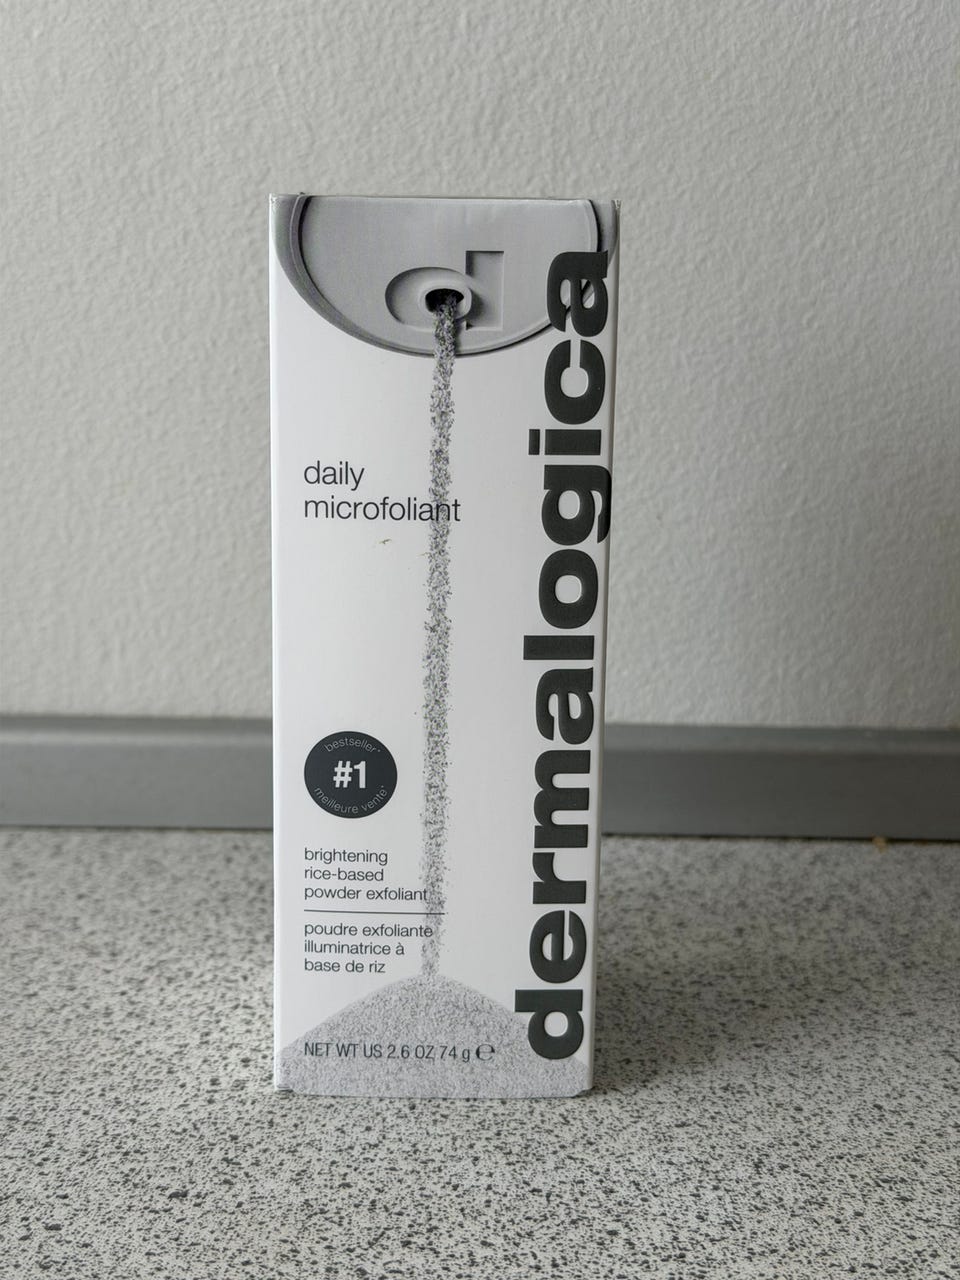 d
daily
microfoliant
dermalogica
bestseller*
#1
meilleure vente*
brightening
rice-based
powder exfoliant
poudre exfoliante
illuminatrice à
base de riz
NET WT US 2.6 OZ 74 g ℮